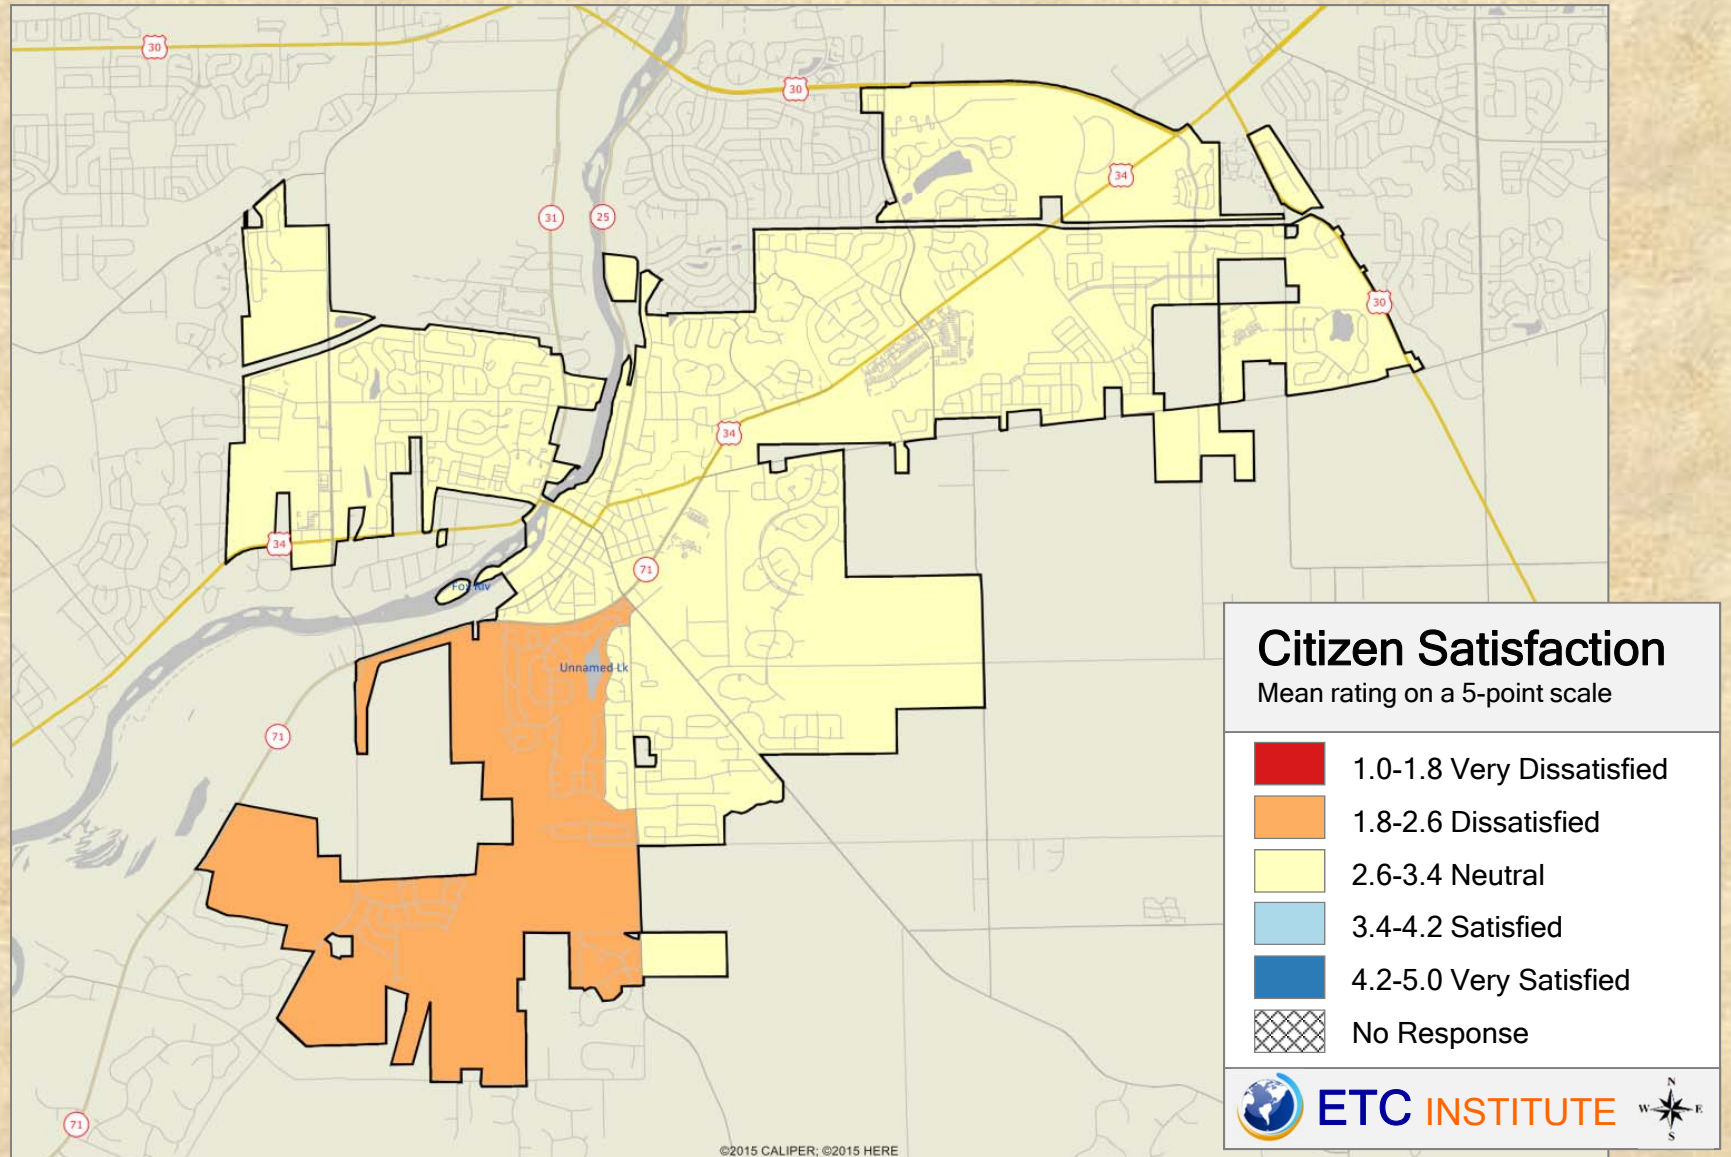 30
30
34
31
25
30
34
34
71
Fox Riv
Unnamed Lk
71
71
Citizen Satisfaction
Mean rating on a 5-point scale
1.0-1.8 Very Dissatisfied
1.8-2.6 Dissatisfied
2.6-3.4 Neutral
3.4-4.2 Satisfied
4.2-5.0 Very Satisfied
No Response
ETC INSTITUTE
N
W E
S
©2015 CALIPER; ©2015 HERE